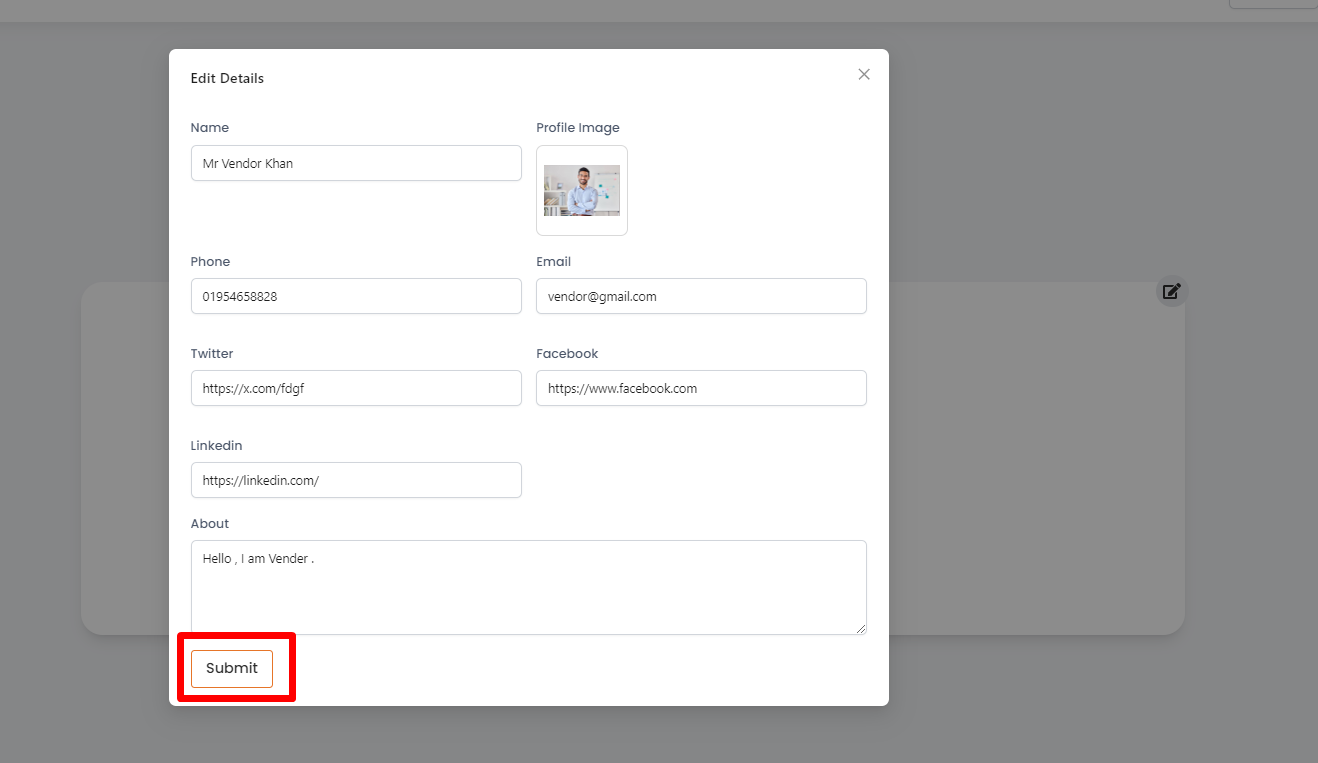 Edit Details
Name
Profile Image
Mr Vendor Khan
Phone
Email
01954658828
vendor@gmail.com
Twitter
Facebook
https://x.com/fdgf
https://www.facebook.com
Linkedin
https://linkedin.com/
About
Hello , I am Vender .
Submit